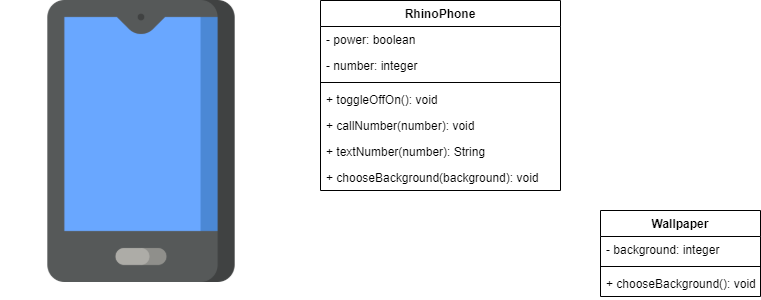 RhinoPhone
- power: boolean
- number: integer
+ toggleOffOn(): void
+ callNumber(number): void
+ textNumber(number): String
+ chooseBackground(background): void
Wallpaper
- background: integer
+ chooseBackground(): void